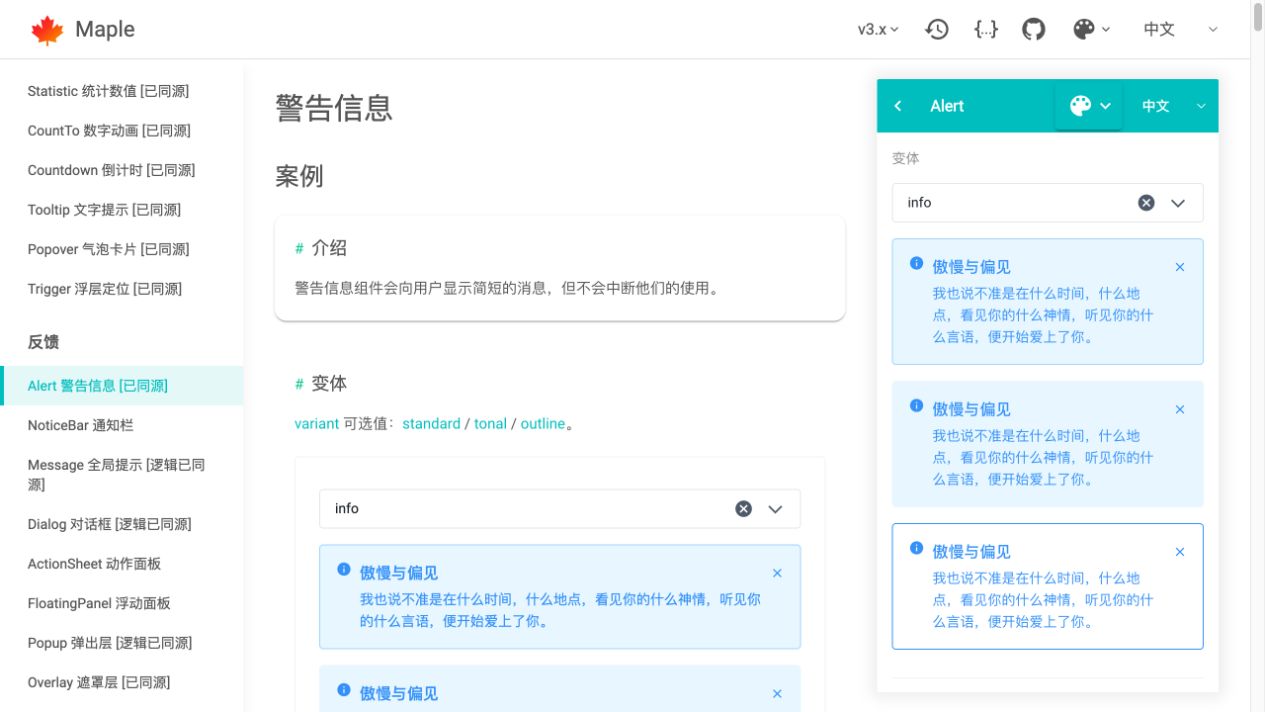 Maple
v3.x
{...}
中文
Statistic 统计数值 [已同源]
CountTo 数字动画 [已同源]
Countdown 倒计时 [已同源]
Tooltip 文字提示 [已同源]
Popover 气泡卡片 [已同源]
Trigger 浮层定位 [已同源]
反馈
Alert 警告信息 [已同源]
NoticeBar 通知栏
Message 全局提示 [逻辑已同
源]
Dialog 对话框 [逻辑已同源]
ActionSheet 动作面板
FloatingPanel 浮动面板
Popup 弹出层 [逻辑已同源]
Overlay 遮罩层 [已同源]
警告信息
案例
# 介绍
警告信息组件会向用户显示简短的消息，但不会中断他们的使用。
# 变体
variant 可选值：standard / tonal / outline。
info
傲慢与偏见
我也说不准是在什么时间，什么地点，看见你的什么神情，听见你
的什么言语，便开始爱上了你。
傲慢与偏见
Alert
中文
变体
info
傲慢与偏见
我也说不准是在什么时间，什么地
点，看见你的什么神情，听见你的什
么言语，便开始爱上了你。
傲慢与偏见
我也说不准是在什么时间，什么地
点，看见你的什么神情，听见你的什
么言语，便开始爱上了你。
傲慢与偏见
我也说不准是在什么时间，什么地
点，看见你的什么神情，听见你的什
么言语，便开始爱上了你。